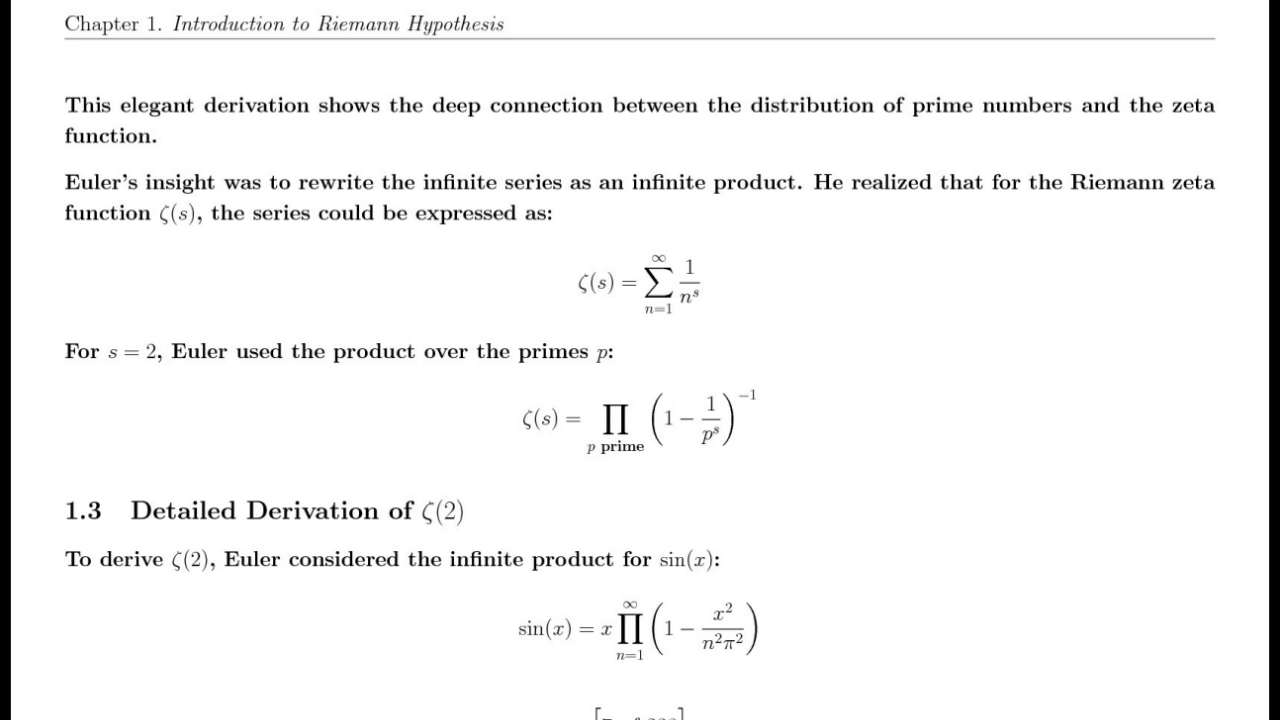 Chapter 1. Introduction to Riemann Hypothesis
This elegant derivation shows the deep connection between the distribution of prime numbers and the zeta
function.
Euler's insight was to rewrite the infinite series as an infinite product. He realized that for the Riemann zeta
function ζ(s), the series could be expressed as:
ζ(s) = ∑_{n=1}^{∞} 1/n^s
For s = 2, Euler used the product over the primes p:
ζ(s) = ∏_{p prime} (1 − 1/p^s)^{−1}
1.3 Detailed Derivation of ζ(2)
To derive ζ(2), Euler considered the infinite product for sin(x):
sin(x) = x ∏_{n=1}^{∞} (1 − x²/(n²π²))